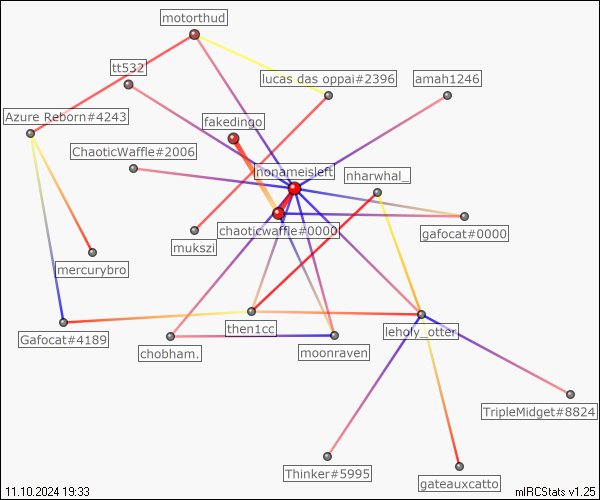 motorthud
tt532
lucas das oppai#2396
amah1246
Azure Reborn#4243
fakedingo
ChaoticWaffle#2006
nonameisleft
nharwhal_
chaoticwaffle#0000
gafocat#0000
mukszi
mercurybro
then1cc
leholy_otter
Gafocat#4189
chobham.
moonraven
TripleMidget#8824
Thinker#5995
gateauxcatto
11.10.2024 19:33
mIRCStats v1.25